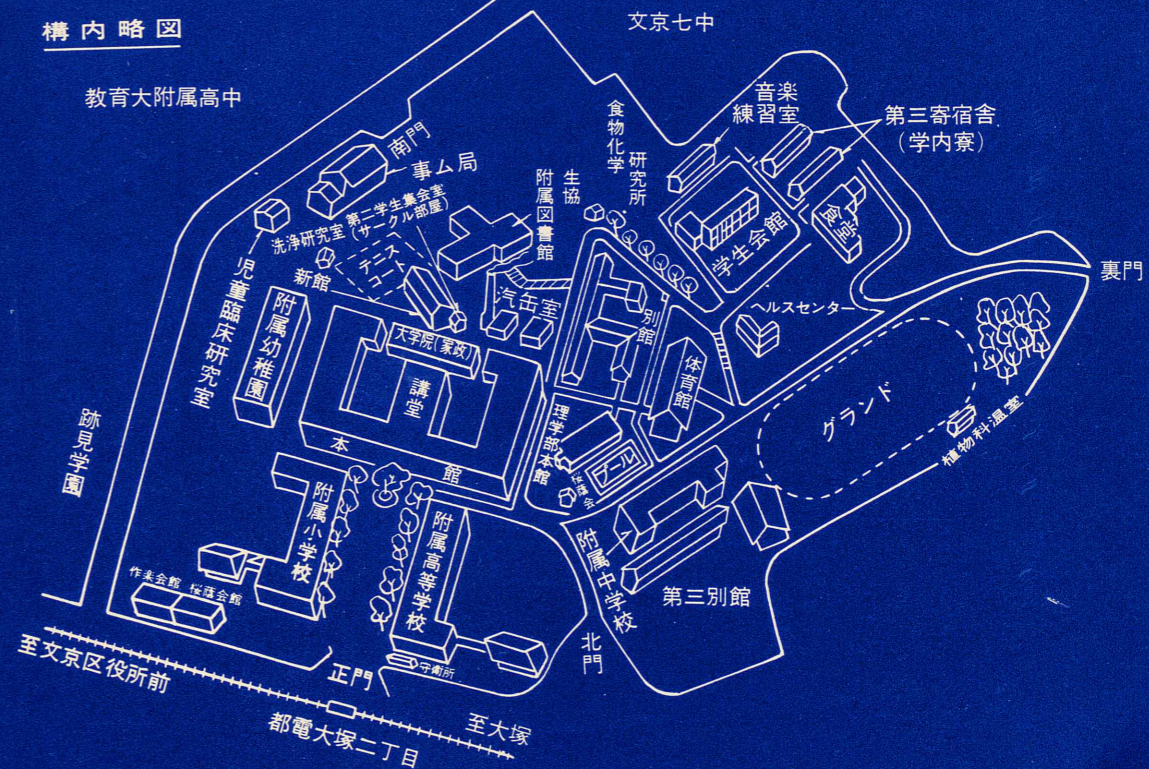 構内略図
文京七中
教育大附属高中
音楽
練習室
第三寄宿舎
(学内寮)
食物化学
研究所
南門
事ム局
生協
附属図書館
第二学生集会室
(サークル部屋)
洗浄研究室
テニス
コート
新館
児童臨床研究室
附属幼稚園
汽缶室
学生会館
食堂
裏門
ヘルスセンター
別館
体育館
大学院(家政)
講堂
本館
理学部本館
プール
桜蔭会
グランド
植物科温室
跡見学園
附属小学校
附属高等学校
附属中学校
第三別館
作楽会館
桜蔭会館
北門
守衛所
正門
至文京区役所前
都電大塚二丁目
至大塚